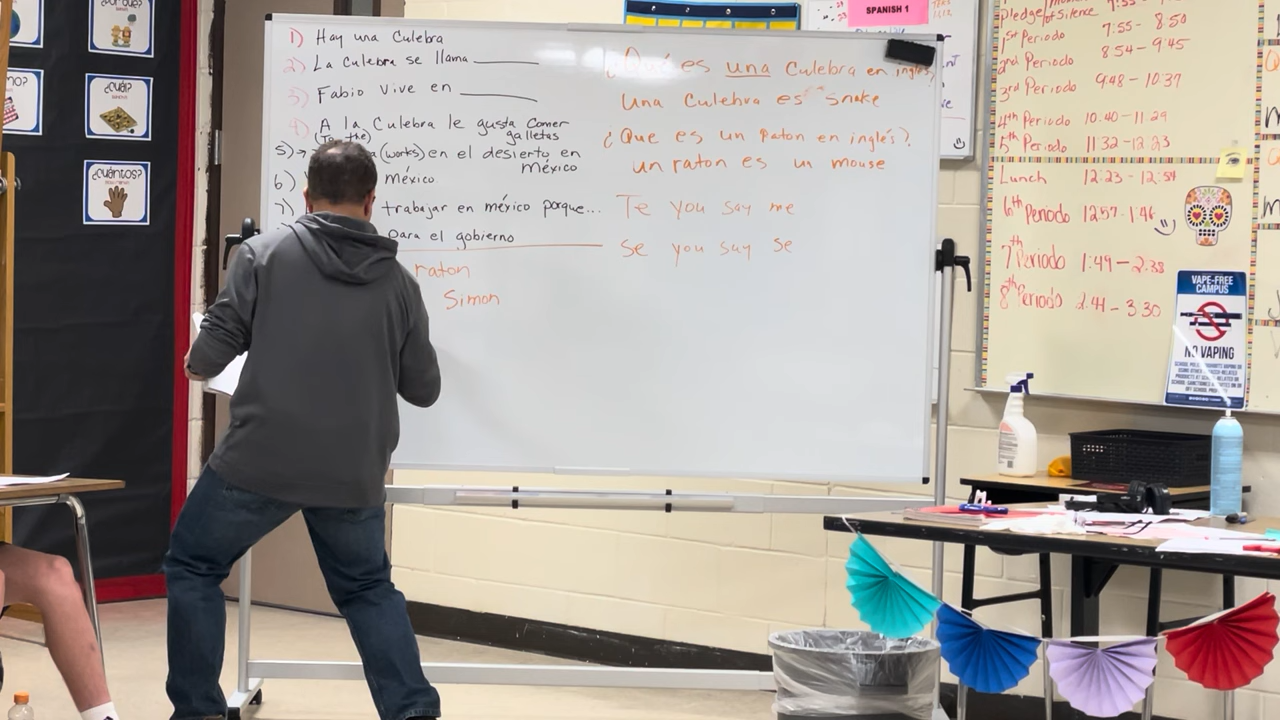 ¿Por qué?
¿Cuál?
¿Cuántos?
1) Hay una Culebra
2) La Culebra se llama
3) Fabio Vive en
4) A la Culebra le gusta Comer
(To the) galletas
5) → (works) en el desierto en
méxico
6) méxico
7) trabajar en méxico porque...
para el gobierno
raton
Simon
¿Qué es una Culebra en ingles,
una Culebra es snake
¿Que es un raton en inglés?
un raton es un mouse
Te you say me
se you say se
SPANISH 1
Pledge/Moment of Silence
1st Periodo 7:55 - 8:50
2nd Periodo 8:54 - 9:45
3rd Periodo 9:48 - 10:37
4th Periodo 10:40 - 11:29
5th Periodo 11:32 - 12:23
Lunch 12:23 - 12:54
6th Periodo 12:57 - 1:46
7th Periodo 1:49 - 2:38
8th Periodo 2:41 - 3:30
VAPE-FREE
CAMPUS
NO VAPING